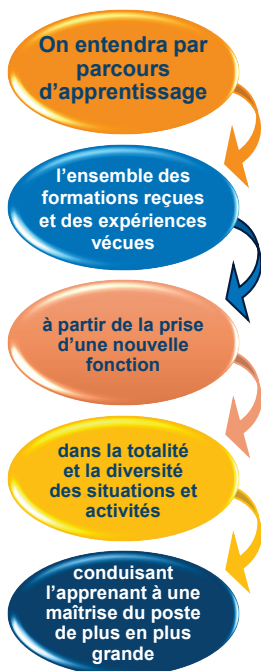 On entendra par
parcours
d'apprentissage
l'ensemble des
formations reçues
et des expériences
vécues
à partir de la prise
d'une nouvelle
fonction
dans la totalité
et la diversité
des situations et
activités
conduisant
l'apprenant à une
maîtrise du poste
de plus en plus
grande